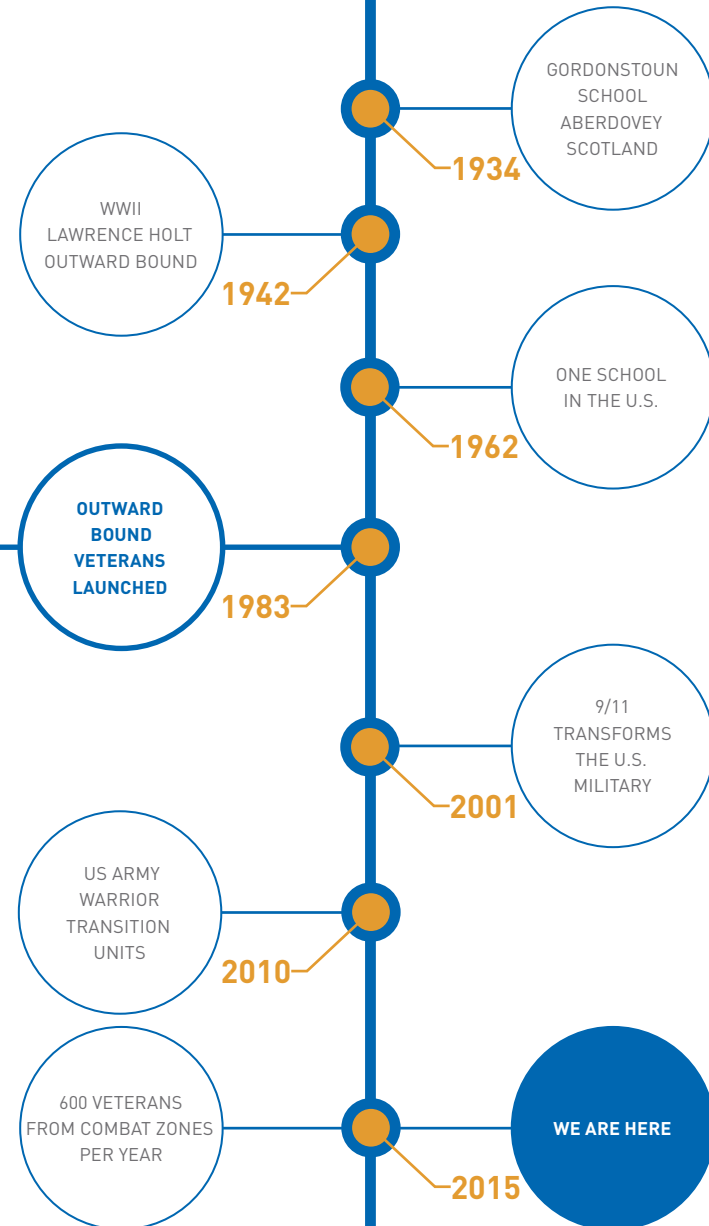 GORDONSTOUN
SCHOOL
ABERDOVEY
SCOTLAND
1934
WWII
LAWRENCE HOLT
OUTWARD BOUND
1942
ONE SCHOOL
IN THE U.S.
1962
OUTWARD
BOUND
VETERANS
LAUNCHED
1983
9/11
TRANSFORMS
THE U.S.
MILITARY
2001
US ARMY
WARRIOR
TRANSITION
UNITS
2010
600 VETERANS
FROM COMBAT ZONES
PER YEAR
WE ARE HERE
2015